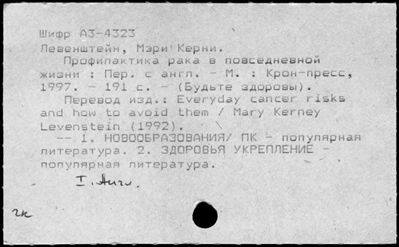 Шифр А3-4323
Левенштейн, Мэри Керни.
Профилактика рака в повседневной
жизни : Пер. с англ. - М. : Крон-пресс,
1997. - 191 с. - (Будьте здоровы).
Перевод изд.: Everyday cancer risks
and how to avoid them / Mary Kerney
Levenstein (1992).
-- 1. НОВООБРАЗОВАНИЯ/ ПК - популярная
литература. 2. ЗДОРОВЬЯ УКРЕПЛЕНИЕ -
популярная литература.
I. Англ.
гк